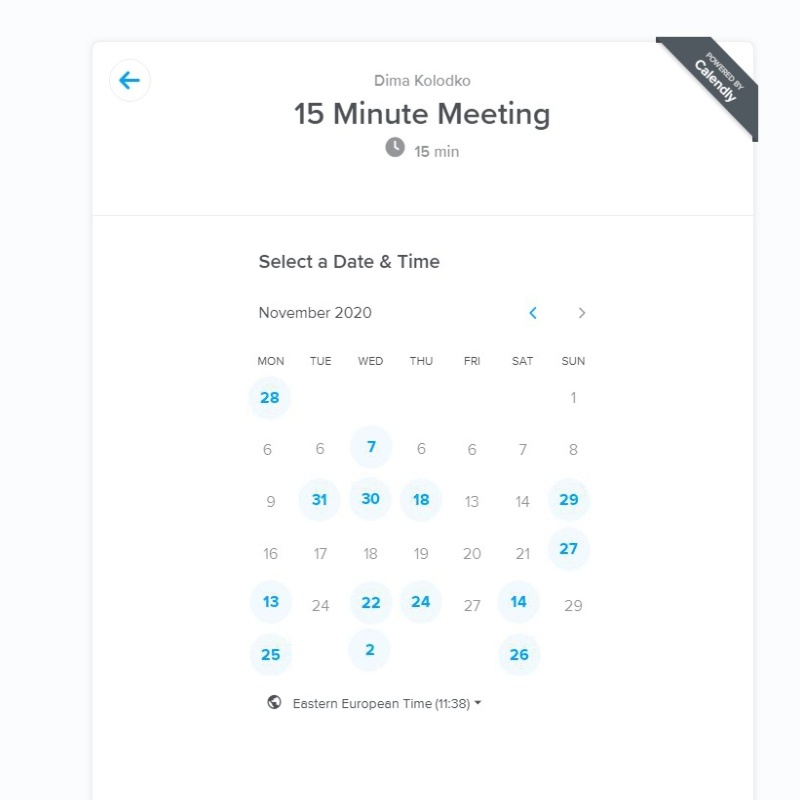 POWERED BY
Calendly
Dima Kolodko
15 Minute Meeting
15 min
Select a Date & Time
November 2020
MON TUE WED THU FRI SAT SUN
28 1
6 6 7 6 6 7 8
9 31 30 18 13 14 29
16 17 18 19 20 21 27
13 24 22 24 27 14 29
25 2 26
Eastern European Time (11:38)